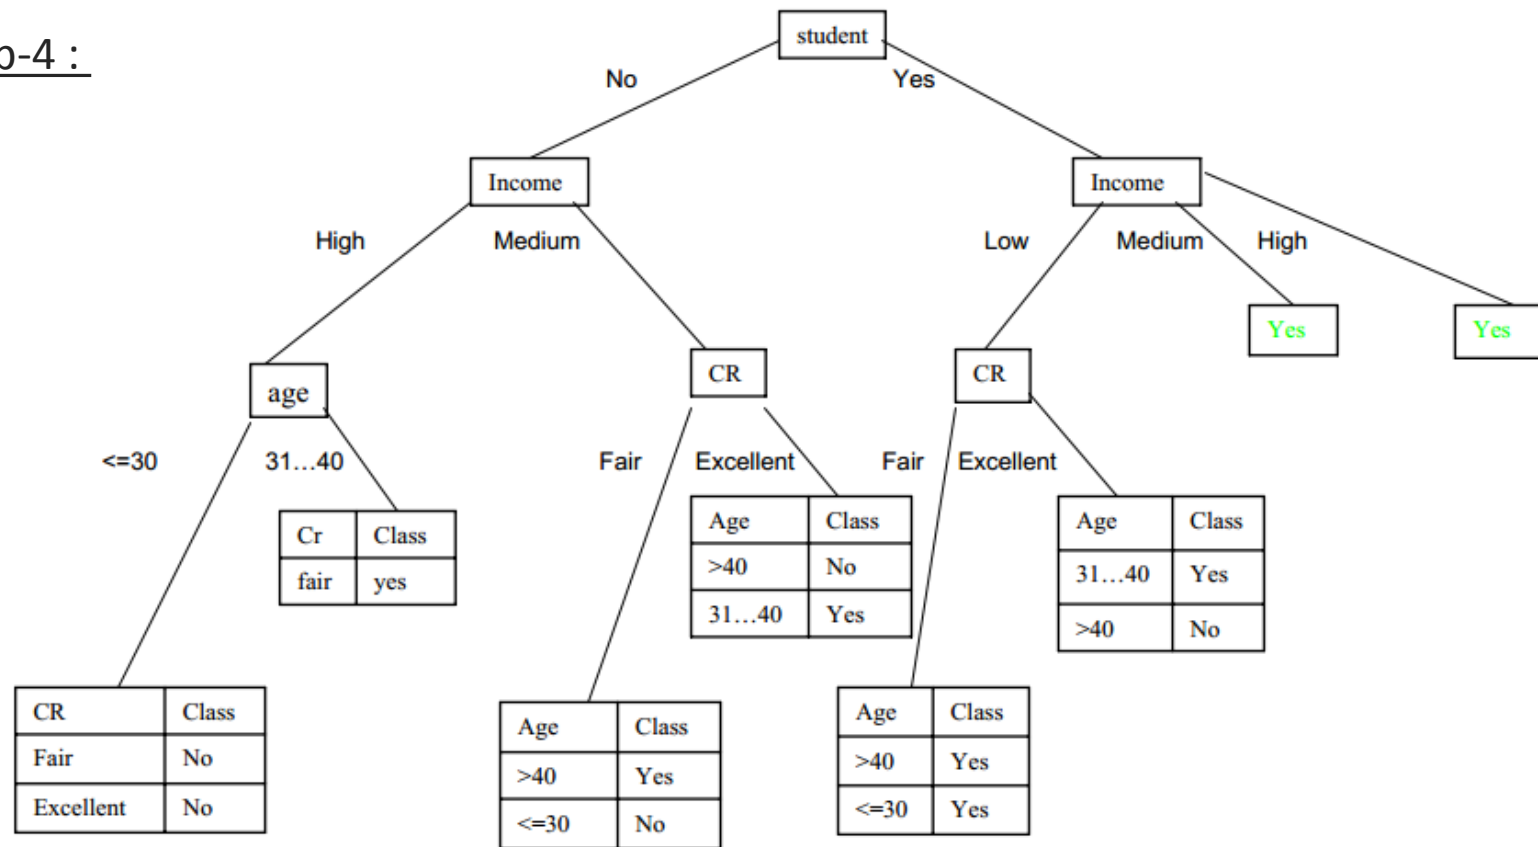 p-4 :
student
No
Yes
Income
Income
High
Medium
Low
Medium
High
Yes
Yes
age
CR
CR
<=30
31...40
Fair
Excellent
Fair
Excellent
Cr Class
fair yes
Age Class
>40 No
31...40 Yes
Age Class
31...40 Yes
>40 No
CR Class
Fair No
Excellent No
Age Class
>40 Yes
<=30 No
Age Class
>40 Yes
<=30 Yes